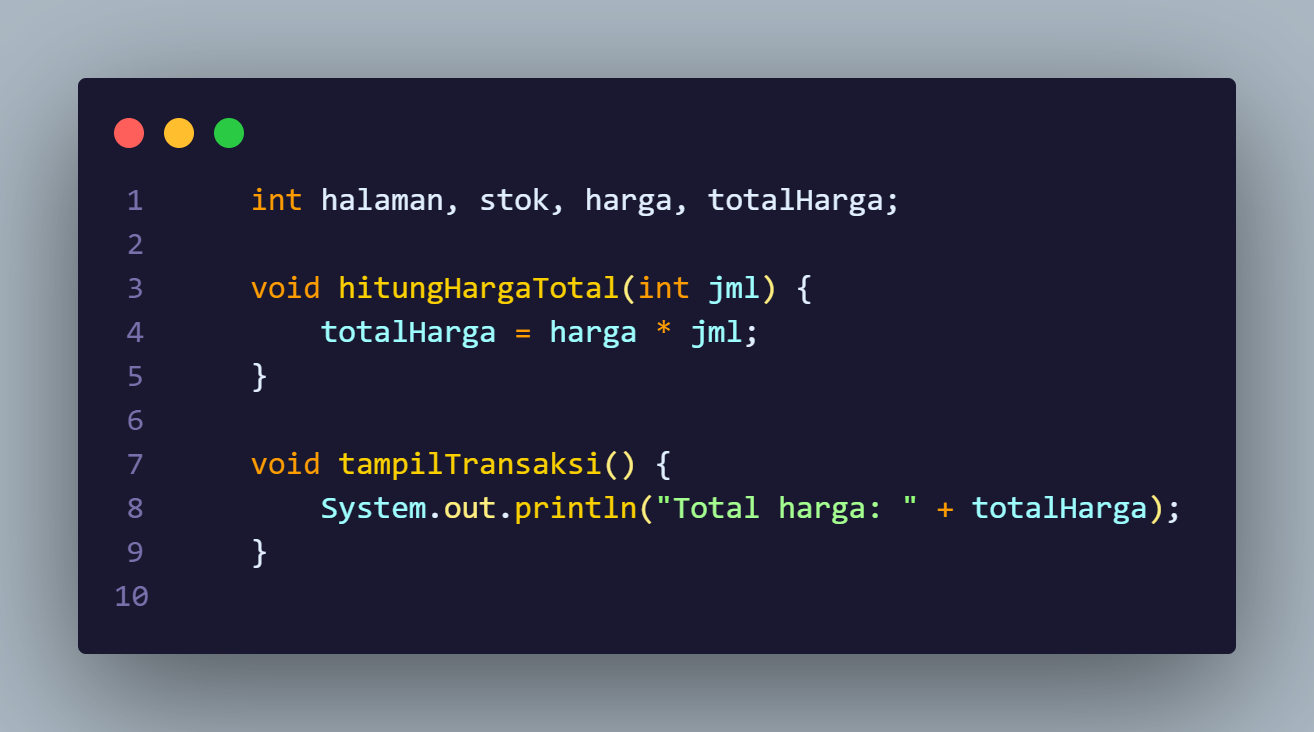 1 int halaman, stok, harga, totalHarga;
2
3 void hitungHargaTotal(int jml) {
4 totalHarga = harga * jml;
5 }
6
7 void tampilTransaksi() {
8 System.out.println("Total harga: " + totalHarga);
9 }
10